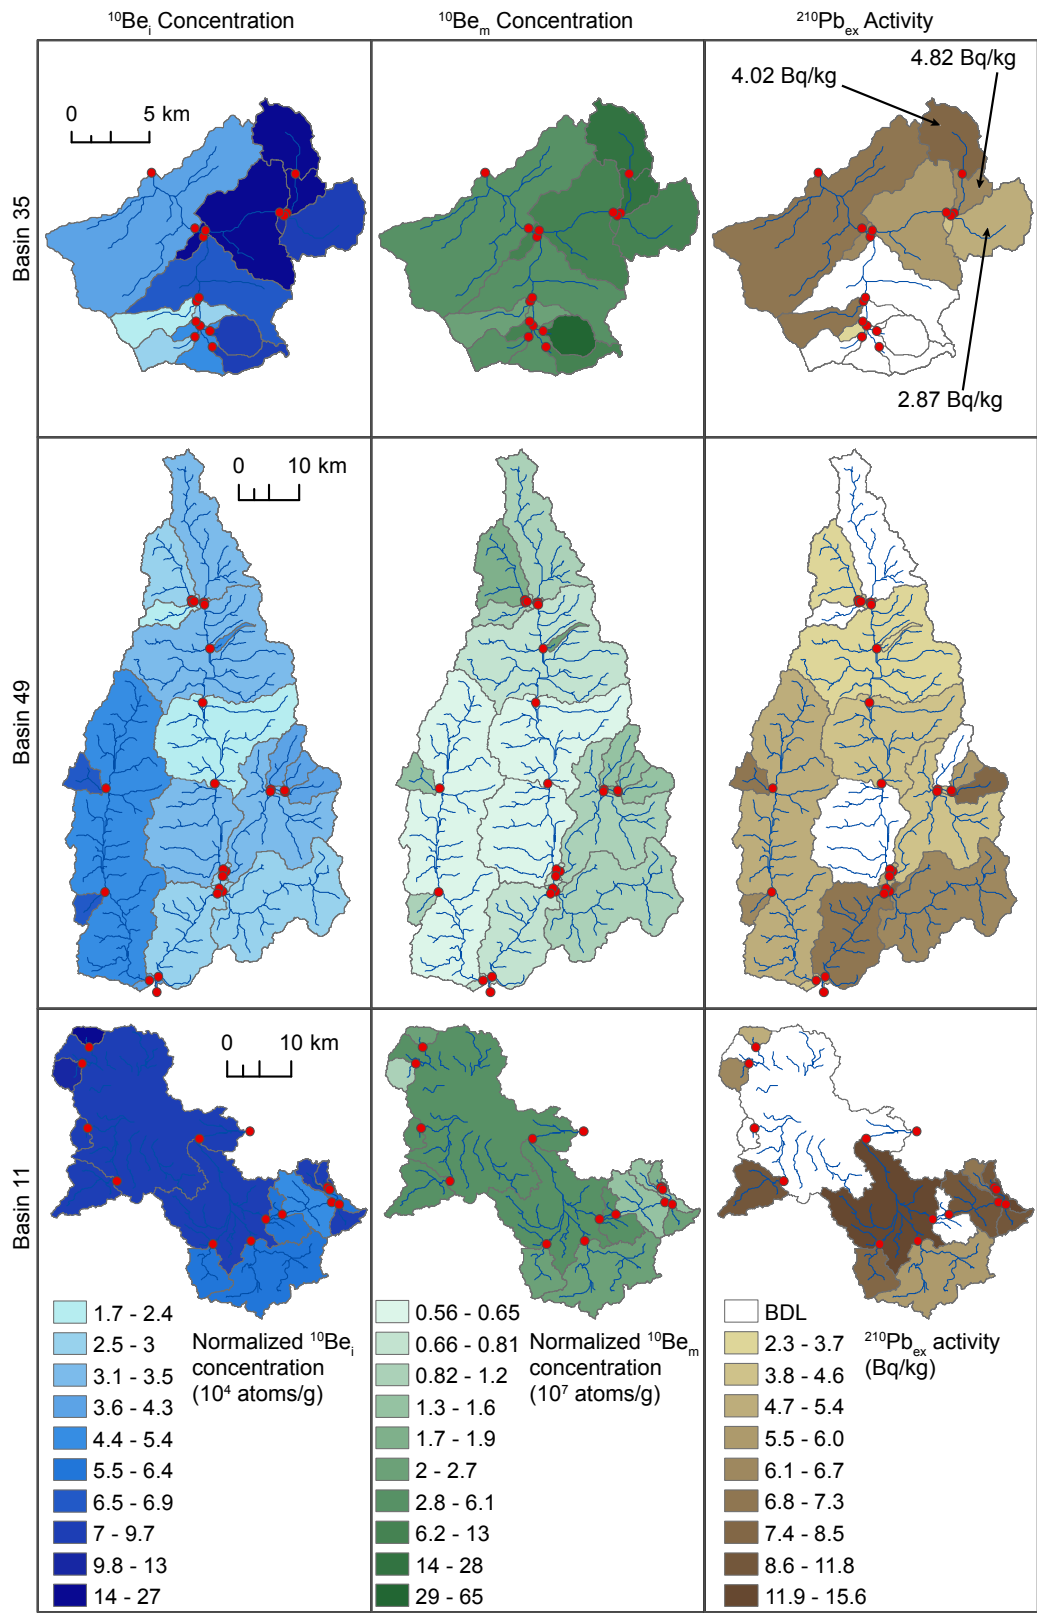 ¹⁰Beᵢ Concentration
¹⁰Beₘ Concentration
²¹⁰Pbₑₓ Activity
Basin 35
0 5 km
4.02 Bq/kg
4.82 Bq/kg
2.87 Bq/kg
Basin 49
0 10 km
Basin 11
0 10 km
1.7 - 2.4
2.5 - 3
3.1 - 3.5
3.6 - 4.3
4.4 - 5.4
5.5 - 6.4
6.5 - 6.9
7 - 9.7
9.8 - 13
14 - 27
Normalized ¹⁰Beᵢ
concentration
(10⁴ atoms/g)
0.56 - 0.65
0.66 - 0.81
0.82 - 1.2
1.3 - 1.6
1.7 - 1.9
2 - 2.7
2.8 - 6.1
6.2 - 13
14 - 28
29 - 65
Normalized ¹⁰Beₘ
concentration
(10⁷ atoms/g)
BDL
2.3 - 3.7
3.8 - 4.6
4.7 - 5.4
5.5 - 6.0
6.1 - 6.7
6.8 - 7.3
7.4 - 8.5
8.6 - 11.8
11.9 - 15.6
²¹⁰Pbₑₓ activity
(Bq/kg)